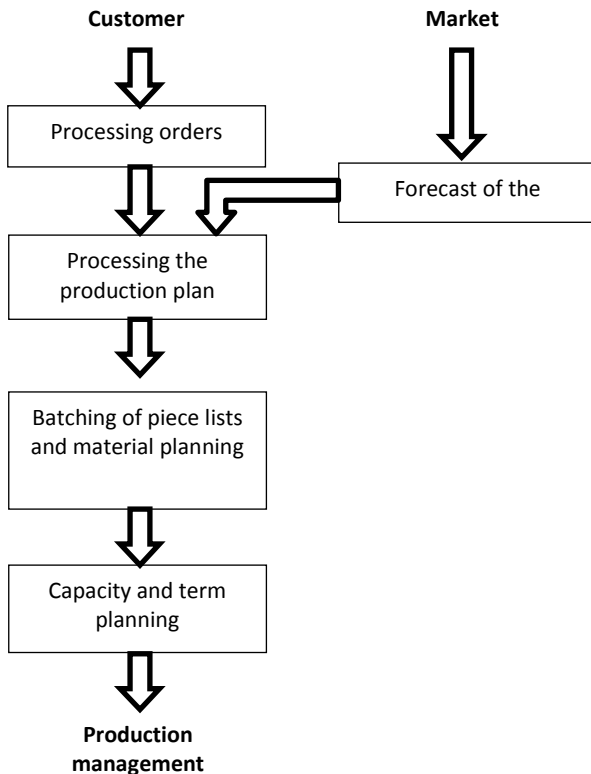 Customer
Market
Processing orders
Forecast of the
Processing the
production plan
Batching of piece lists
and material planning
Capacity and term
planning
Production
management